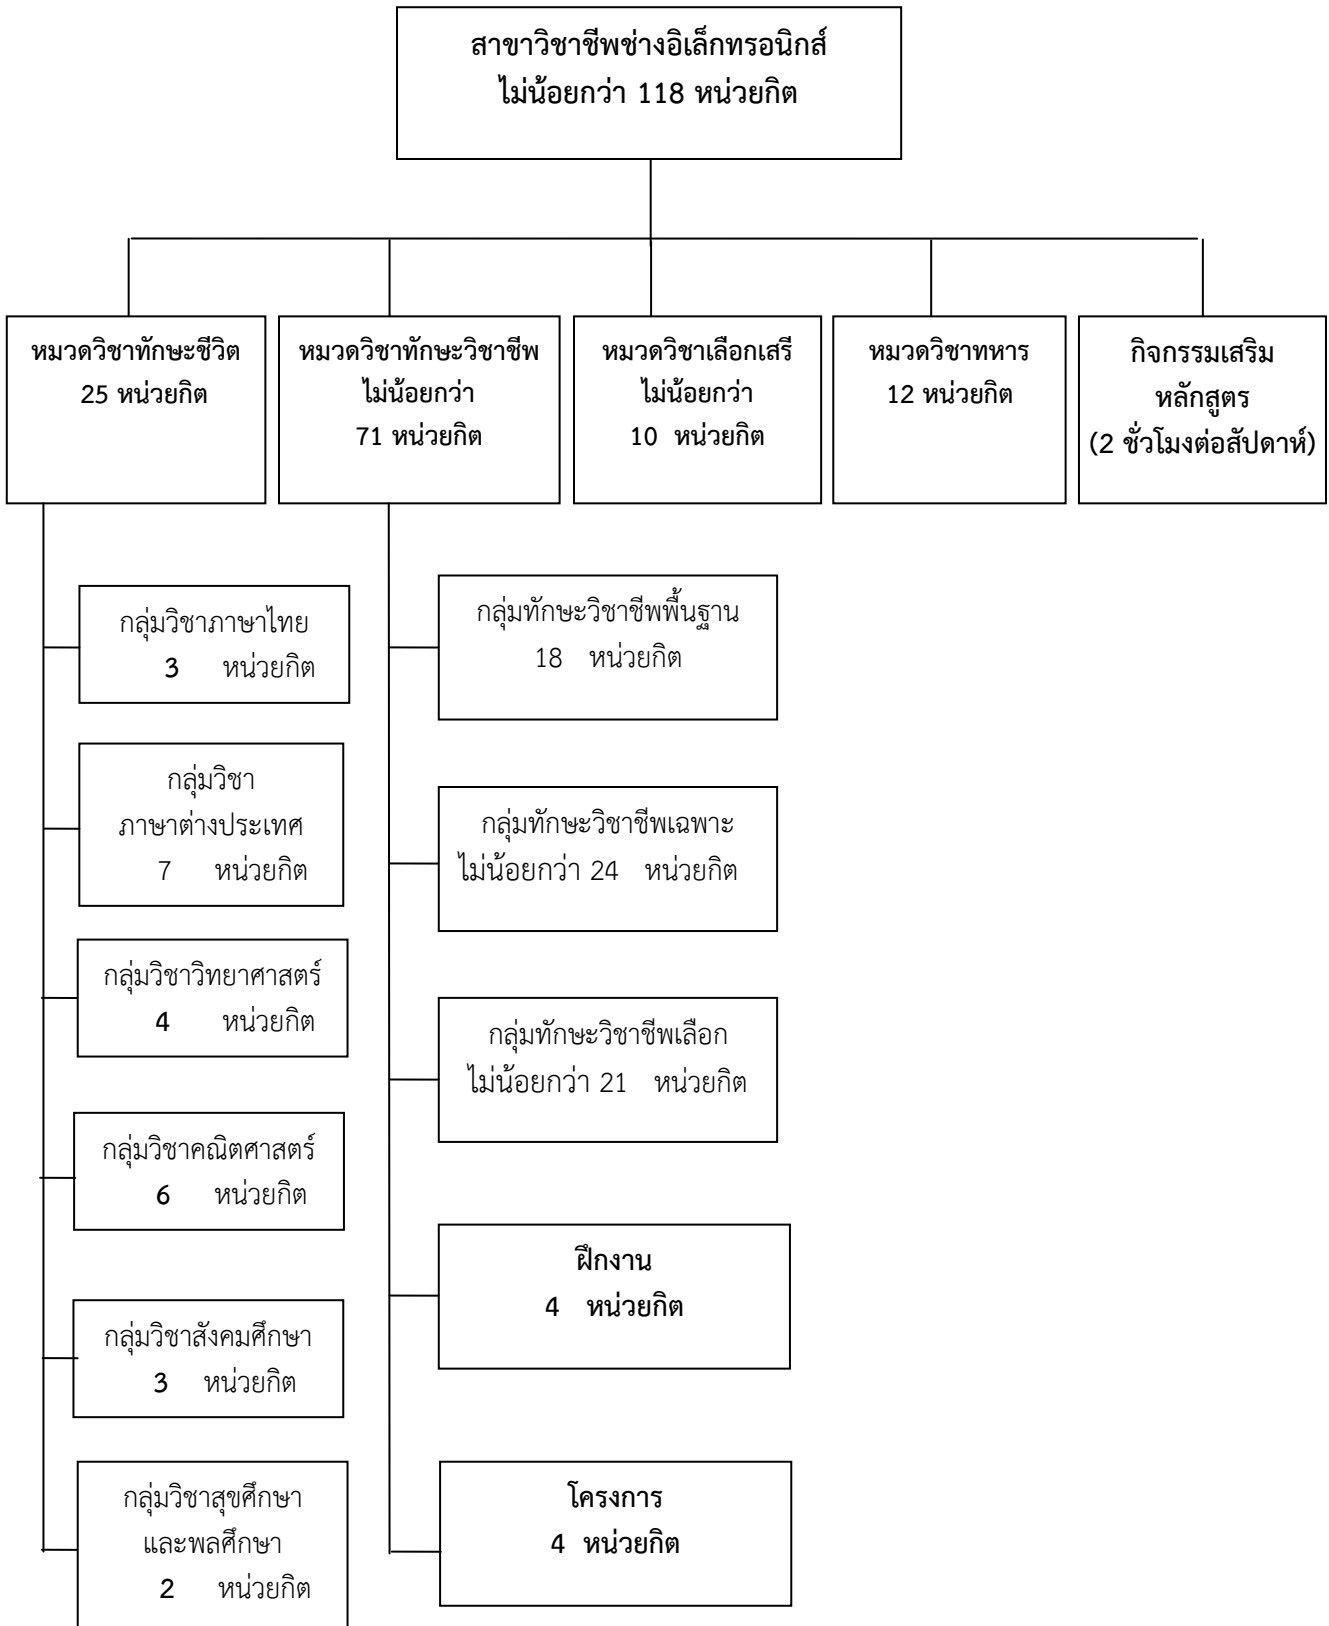 สาขาวิชาชีพช่างอิเล็กทรอนิกส์
ไม่น้อยกว่า 118 หน่วยกิต
หมวดวิชาทักษะชีวิต
25 หน่วยกิต
หมวดวิชาทักษะวิชาชีพ
ไม่น้อยกว่า
71 หน่วยกิต
หมวดวิชาเลือกเสรี
ไม่น้อยกว่า
10 หน่วยกิต
หมวดวิชาทหาร
12 หน่วยกิต
กิจกรรมเสริม
หลักสูตร
(2 ชั่วโมงต่อสัปดาห์)
กลุ่มวิชาภาษาไทย
3 หน่วยกิต
กลุ่มวิชา
ภาษาต่างประเทศ
7 หน่วยกิต
กลุ่มวิชาวิทยาศาสตร์
4 หน่วยกิต
กลุ่มวิชาคณิตศาสตร์
6 หน่วยกิต
กลุ่มวิชาสังคมศึกษา
3 หน่วยกิต
กลุ่มวิชาสุขศึกษา
และพลศึกษา
2 หน่วยกิต
กลุ่มทักษะวิชาชีพพื้นฐาน
18 หน่วยกิต
กลุ่มทักษะวิชาชีพเฉพาะ
ไม่น้อยกว่า 24 หน่วยกิต
กลุ่มทักษะวิชาชีพเลือก
ไม่น้อยกว่า 21 หน่วยกิต
ฝึกงาน
4 หน่วยกิต
โครงการ
4 หน่วยกิต